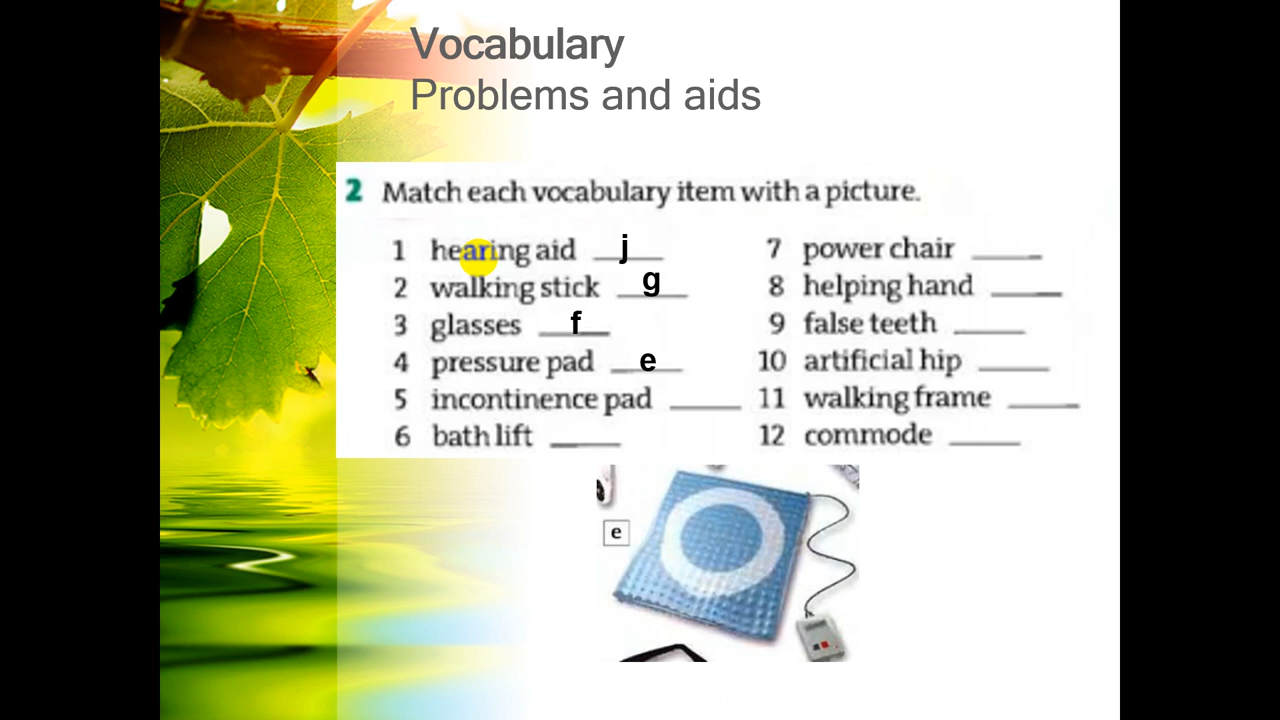 Vocabulary
Problems and aids
2 Match each vocabulary item with a picture.
1 hearing aid j
2 walking stick g
3 glasses f
4 pressure pad e
5 incontinence pad
6 bath lift
7 power chair
8 helping hand
9 false teeth
10 artificial hip
11 walking frame
12 commode
e